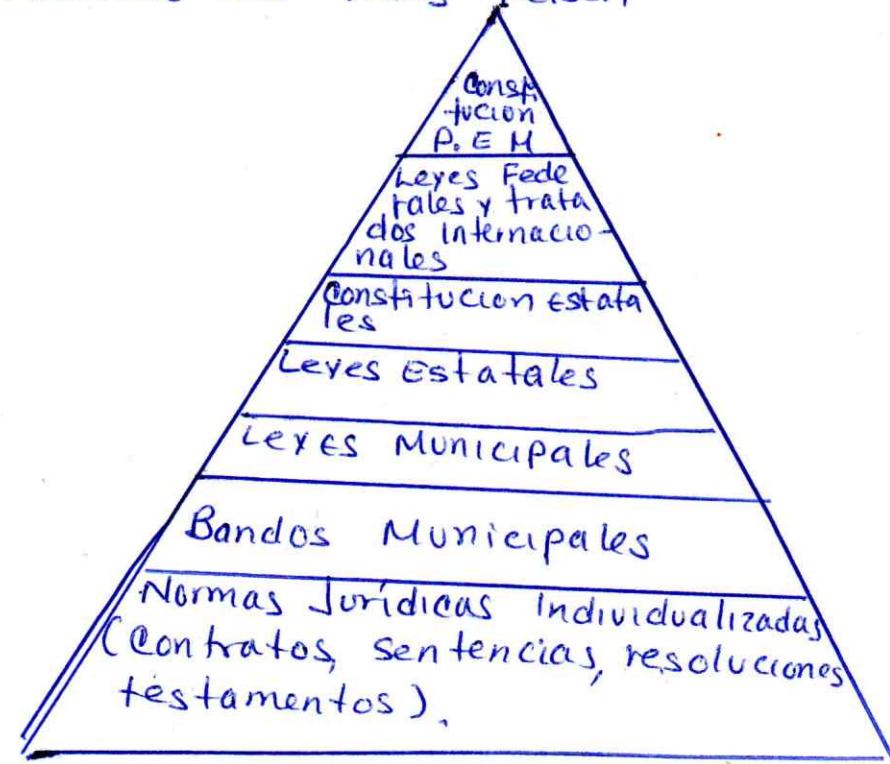 Consti
-tucion
P. E M
Leyes Fede
rales y trata
dos internacio-
nales
Constitucion Estata
les
Leyes Estatales
Leyes Municipales
Bandos Municipales
Normas Jurídicas Individualizadas
(Contratos, sentencias, resoluciones
testamentos).